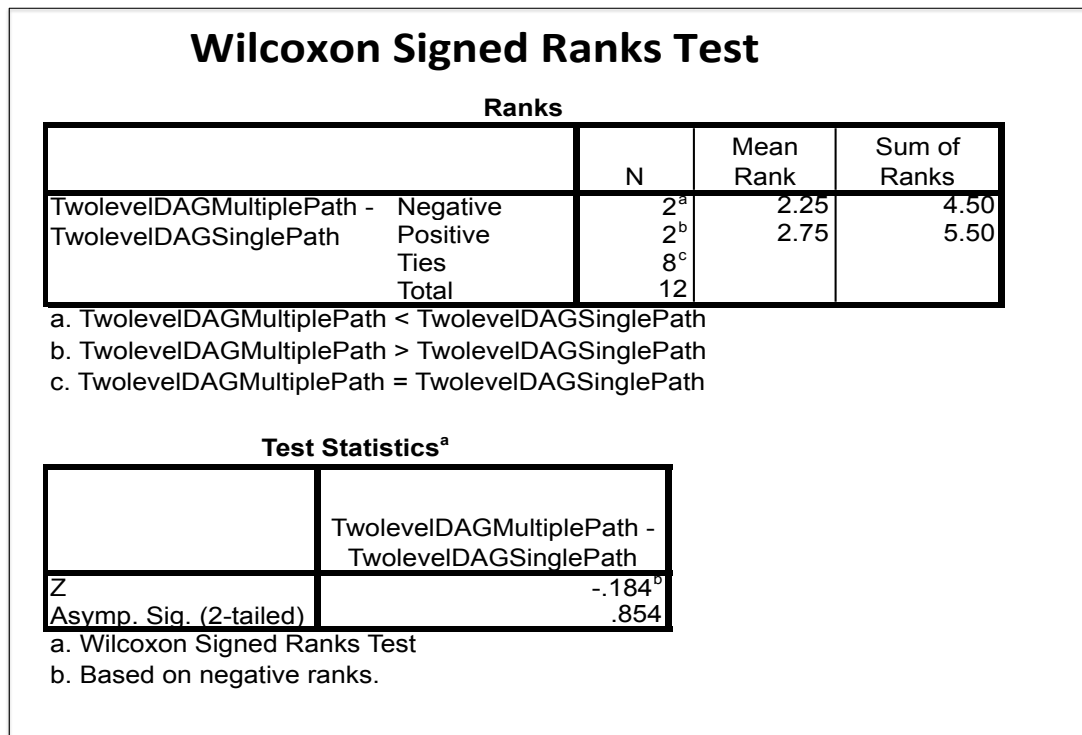 Wilcoxon Signed Ranks Test
Ranks
N Mean Rank Sum of Ranks
TwolevelDAGMultiplePath - TwolevelDAGSinglePath Negative 2a 2.25 4.50
Positive 2b 2.75 5.50
Ties 8c
Total 12
a. TwolevelDAGMultiplePath < TwolevelDAGSinglePath
b. TwolevelDAGMultiplePath > TwolevelDAGSinglePath
c. TwolevelDAGMultiplePath = TwolevelDAGSinglePath
Test Statisticsa
TwolevelDAGMultiplePath -
TwolevelDAGSinglePath
Z -.184b
Asymp. Sig. (2-tailed) .854
a. Wilcoxon Signed Ranks Test
b. Based on negative ranks.